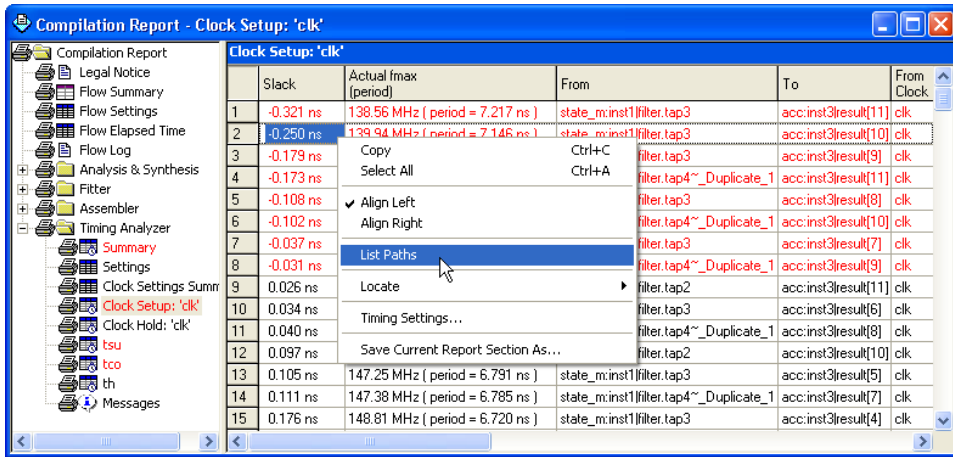 Compilation Report - Clock Setup: 'clk'
Compilation Report
Legal Notice
Flow Summary
Flow Settings
Flow Elapsed Time
Flow Log
Analysis & Synthesis
Fitter
Assembler
Timing Analyzer
Summary
Settings
Clock Settings Summ
Clock Setup: 'clk'
Clock Hold: 'clk'
tsu
tco
th
Messages
Clock Setup: 'clk'
Slack Actual fmax (period) From To From Clock
1 -0.321 ns 138.56 MHz ( period = 7.217 ns ) state_m:inst1|filter.tap3 acc:inst3|result[11] clk
2 -0.250 ns 139.94 MHz ( period = 7.146 ns ) state_m:inst1|filter.tap3 acc:inst3|result[10] clk
3 -0.179 ns filter.tap3 acc:inst3|result[9] clk
4 -0.173 ns filter.tap4~_Duplicate_1 acc:inst3|result[11] clk
5 -0.108 ns filter.tap3 acc:inst3|result[8] clk
6 -0.102 ns filter.tap4~_Duplicate_1 acc:inst3|result[10] clk
7 -0.037 ns filter.tap3 acc:inst3|result[7] clk
8 -0.031 ns filter.tap4~_Duplicate_1 acc:inst3|result[9] clk
9 0.026 ns filter.tap2 acc:inst3|result[11] clk
10 0.034 ns filter.tap3 acc:inst3|result[6] clk
11 0.040 ns filter.tap4~_Duplicate_1 acc:inst3|result[8] clk
12 0.097 ns filter.tap2 acc:inst3|result[10] clk
13 0.105 ns 147.25 MHz ( period = 6.791 ns ) state_m:inst1|filter.tap3 acc:inst3|result[5] clk
14 0.111 ns 147.38 MHz ( period = 6.785 ns ) state_m:inst1|filter.tap4~_Duplicate_1 acc:inst3|result[7] clk
15 0.176 ns 148.81 MHz ( period = 6.720 ns ) state_m:inst1|filter.tap3 acc:inst3|result[4] clk
Copy Ctrl+C
Select All Ctrl+A
Align Left
Align Right
List Paths
Locate
Timing Settings...
Save Current Report Section As...